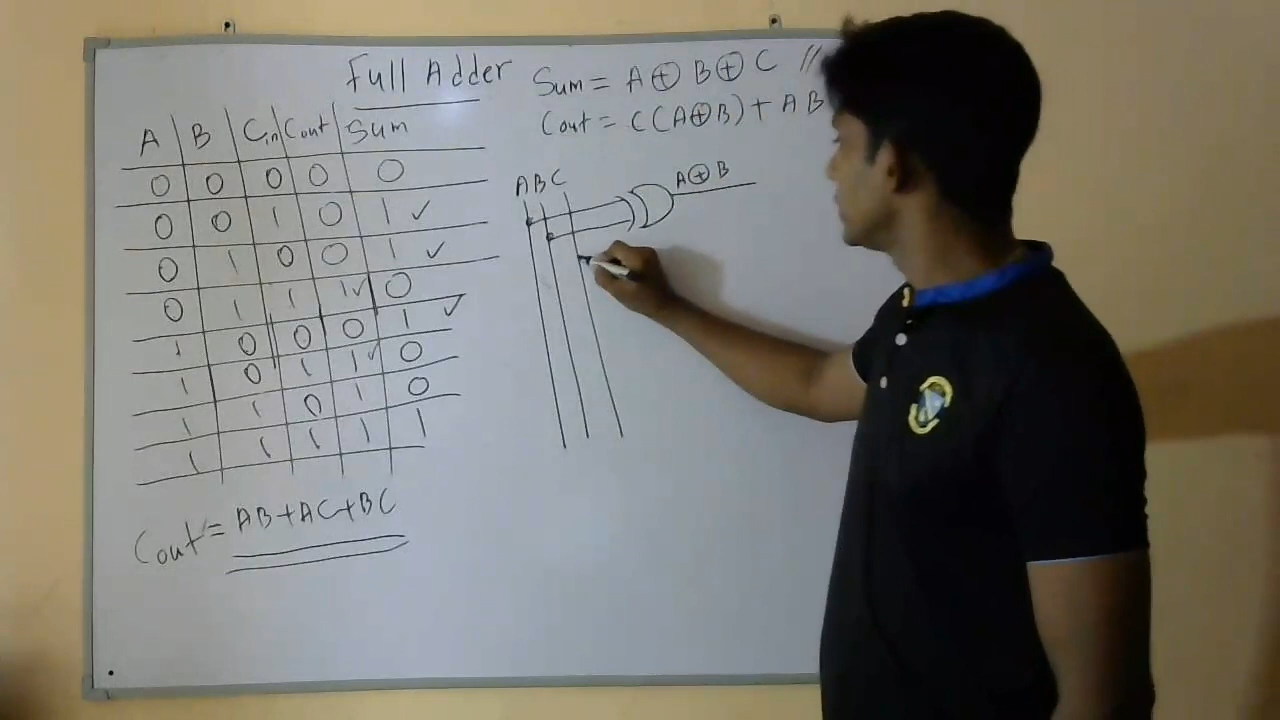 Full Adder
Sum = A ⊕ B ⊕ C //
Cout = C(A⊕B) + AB
A B Cin Cout Sum
0 0 0 0 0
0 0 1 0 1 ✓
0 1 0 0 1 ✓
0 1 1 1✓ 0
1 0 0 0 1 ✓
1 0 1 1✓ 0
1 1 0 1 0
1 1 1 1 1
Cout = AB+AC+BC
A B C
A ⊕ B